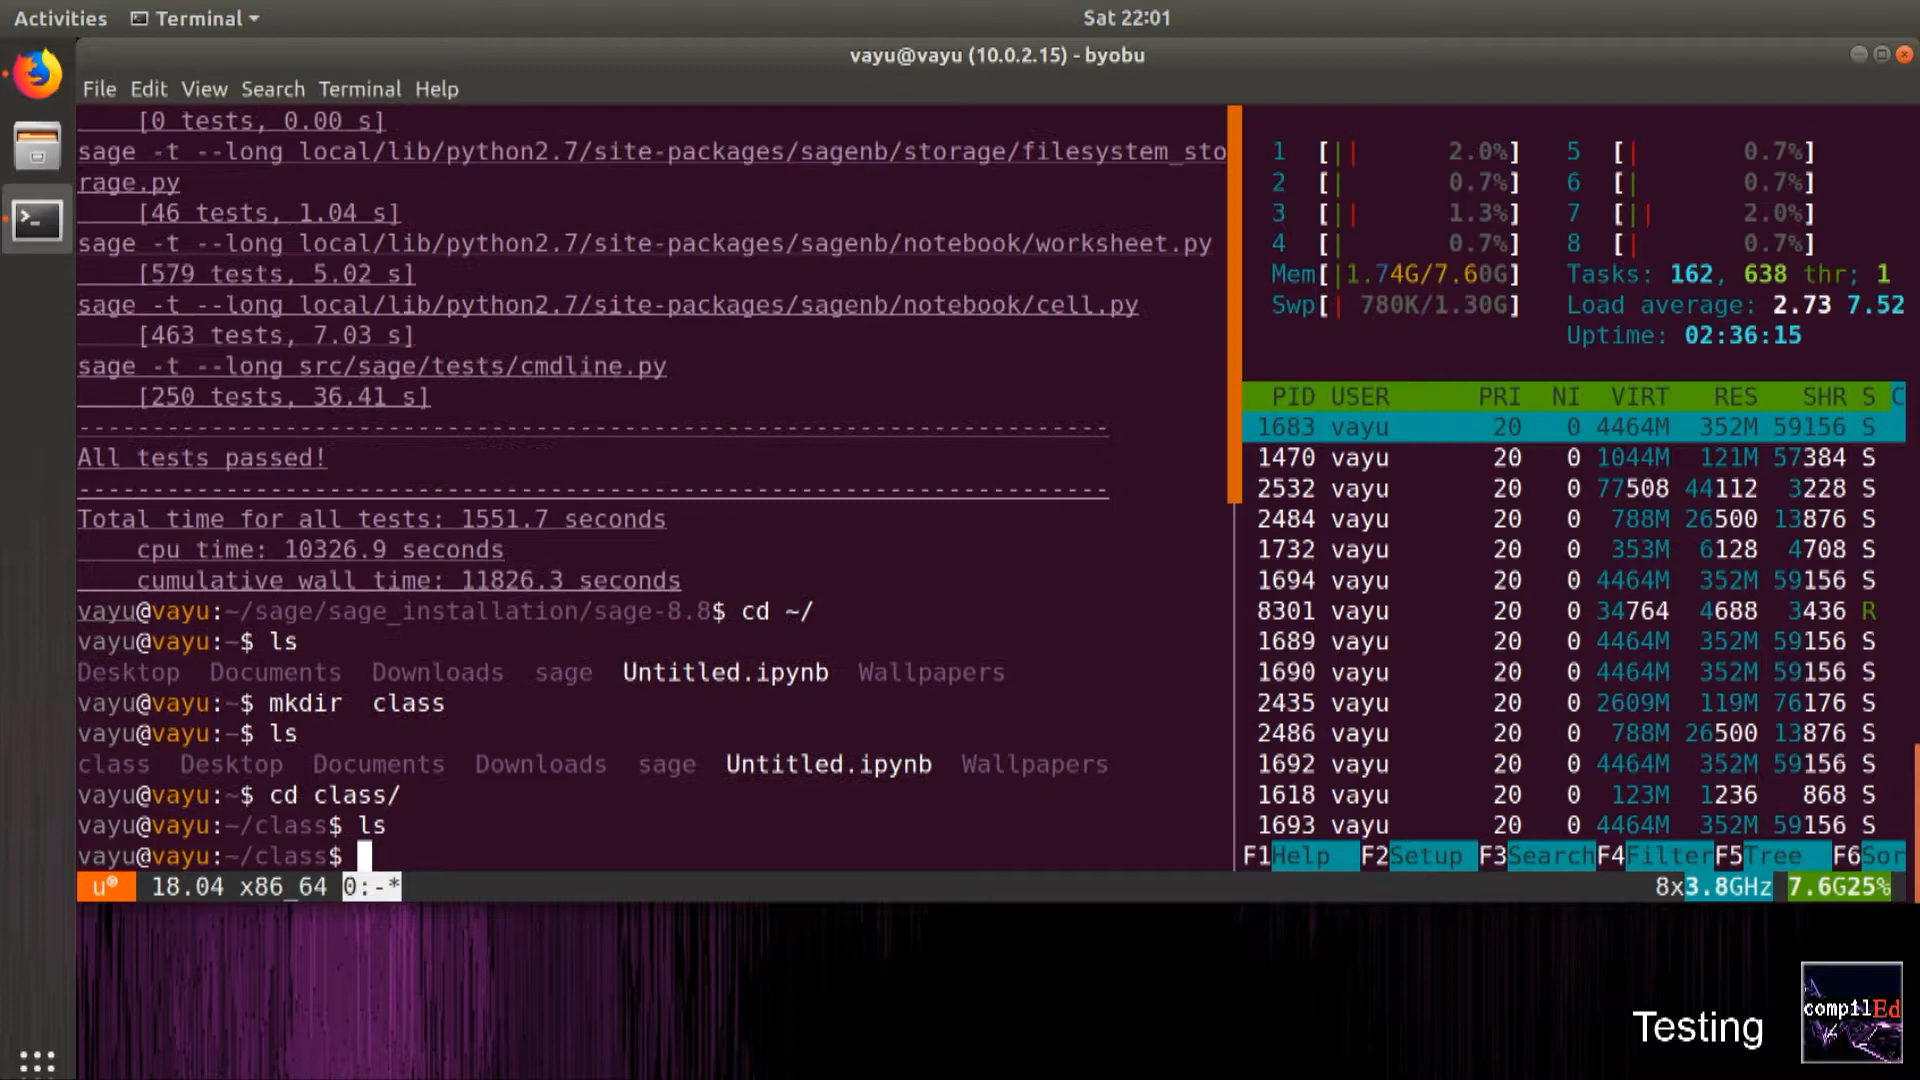 Activities Terminal Sat 22:01
vayu@vayu (10.0.2.15) - byobu
File Edit View Search Terminal Help
[0 tests, 0.00 s]
sage -t --long local/lib/python2.7/site-packages/sagenb/storage/filesystem_sto
rage.py
[46 tests, 1.04 s]
sage -t --long local/lib/python2.7/site-packages/sagenb/notebook/worksheet.py
[579 tests, 5.02 s]
sage -t --long local/lib/python2.7/site-packages/sagenb/notebook/cell.py
[463 tests, 7.03 s]
sage -t --long src/sage/tests/cmdline.py
[250 tests, 36.41 s]
----------------------------------------------------------------------
All tests passed!
----------------------------------------------------------------------
Total time for all tests: 1551.7 seconds
cpu time: 10326.9 seconds
cumulative wall time: 11826.3 seconds
vayu@vayu:~/sage/sage_installation/sage-8.8$ cd ~/
vayu@vayu:~$ ls
Desktop Documents Downloads sage Untitled.ipynb Wallpapers
vayu@vayu:~$ mkdir  class
vayu@vayu:~$ ls
class Desktop Documents Downloads sage Untitled.ipynb Wallpapers
vayu@vayu:~$ cd class/
vayu@vayu:~/class$ ls
vayu@vayu:~/class$
1 [|| 2.0%] 5 [| 0.7%]
2 [| 0.7%] 6 [| 0.7%]
3 [|| 1.3%] 7 [|| 2.0%]
4 [| 0.7%] 8 [| 0.7%]
Mem[|1.74G/7.60G] Tasks: 162, 638 thr; 1
Swp[| 780K/1.30G] Load average: 2.73 7.52
Uptime: 02:36:15
PID USER PRI NI VIRT RES SHR S C
1683 vayu 20 0 4464M 352M 59156 S
1470 vayu 20 0 1044M 121M 57384 S
2532 vayu 20 0 77508 44112 3228 S
2484 vayu 20 0 788M 26500 13876 S
1732 vayu 20 0 353M 6128 4708 S
1694 vayu 20 0 4464M 352M 59156 S
8301 vayu 20 0 34764 4688 3436 R
1689 vayu 20 0 4464M 352M 59156 S
1690 vayu 20 0 4464M 352M 59156 S
2435 vayu 20 0 2609M 119M 76176 S
2486 vayu 20 0 788M 26500 13876 S
1692 vayu 20 0 4464M 352M 59156 S
1618 vayu 20 0 123M 1236 868 S
1693 vayu 20 0 4464M 352M 59156 S
F1Help F2Setup F3Search F4Filter F5Tree F6Sor
u 18.04 x86_64 0:-* 8x3.8GHz 7.6G25%
Testing
compilEd